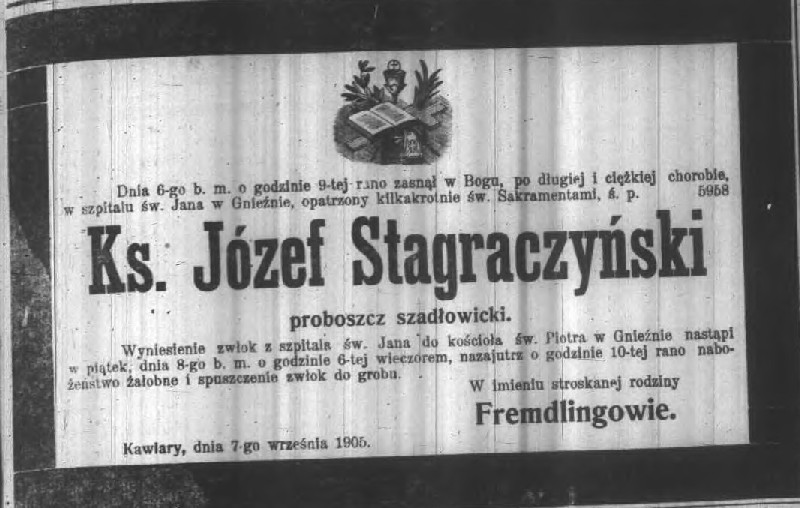 Dnia 6-go b. m. o godzinie 9-tej rano zasnął w Bogu, po długiej i ciężkiej chorobie,
w szpitalu św. Jana w Gnieźnie, opatrzony kilkakrotnie św. Sakramentami, ś. p. 5958
Ks. Józef Stagraczyński
proboszcz szadłowicki.
Wyniesienie zwłok z szpitala św. Jana do kościoła św. Piotra w Gnieźnie nastąpi
w piątek, dnia 8-go b. m. o godzinie 6-tej wieczorem, nazajutrz o godzinie 10-tej rano nabo-
żeństwo żałobne i spuszczenie zwłok do grobu.
W imieniu stroskanej rodziny
Fremdlingowie.
Kawiary, dnia 7-go września 1905.